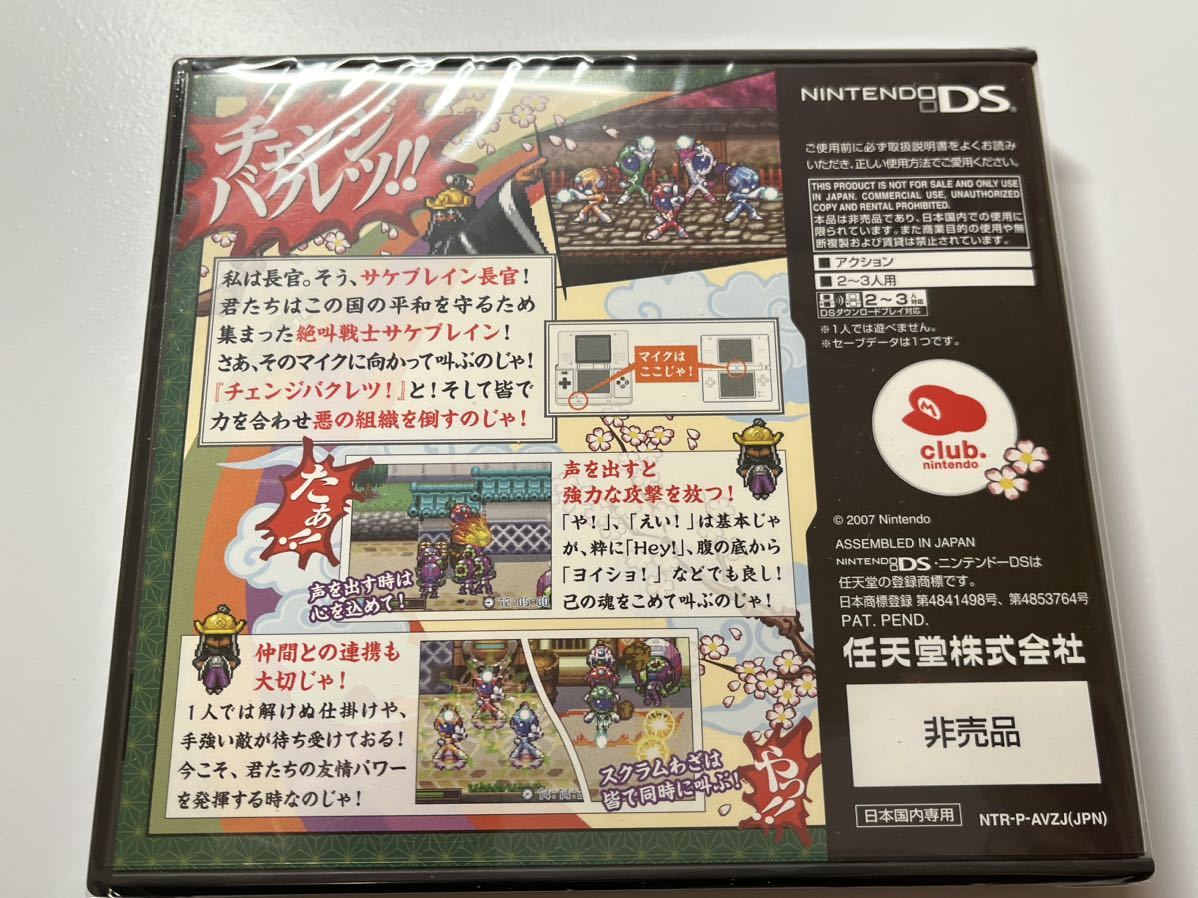 チェンジ
バクレツ!!
私は長官。そう、サケブレイン長官!
君たちはこの国の平和を守るため
集まった絶叫戦士サケブレイン!
さあ、そのマイクに向かって叫ぶのじゃ!
『チェンジバクレツ!』と!そして皆で
力を合わせ悪の組織を倒すのじゃ!
マイクは
ここじゃ!
たぁ!!
声を出す時は
心を込めて!
12:05:80
声を出すと
強力な攻撃を放つ!
「や!」、「えい!」は基本じゃ
が、粋に「Hey!」、腹の底から
「ヨイショ!」などでも良し!
己の魂をこめて叫ぶのじゃ!
仲間との連携も
大切じゃ!
1人では解けぬ仕掛けや、
手強い敵が待ち受けておる!
今こそ、君たちの友情パワー
を発揮する時なのじゃ!
スクラムわざは
皆で同時に叫ぶ!
やっ!!
NINTENDO DS
ご使用前に必ず取扱説明書をよくお読み
いただき、正しい使用方法でご愛用ください。
THIS PRODUCT IS NOT FOR SALE AND ONLY USE
IN JAPAN. COMMERCIAL USE, UNAUTHORIZED
COPY AND RENTAL PROHIBITED.
本品は非売品であり、日本国内での使用に
限られています。また商業目的の使用や無
断複製および賃貸は禁止されています。
■アクション
■2〜3人用
2〜3人対応
DSダウンロードプレイ対応
※1人では遊べません。
※セーブデータは1つです。
M
club.
nintendo
© 2007 Nintendo
ASSEMBLED IN JAPAN
NINTENDO DS・ニンテンドーDSは
任天堂の登録商標です。
日本商標登録 第4841498号、第4853764号
PAT. PEND.
任天堂株式会社
非売品
日本国内専用
NTR-P-AVZJ(JPN)